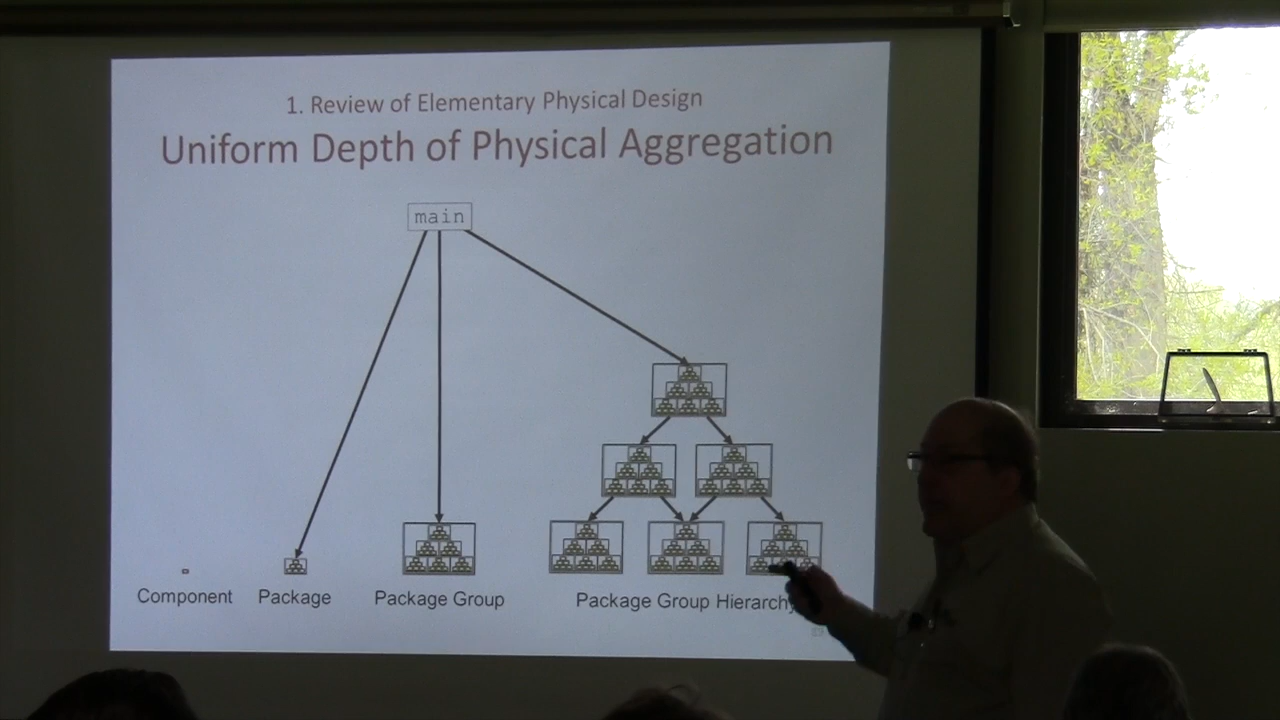 1. Review of Elementary Physical Design
Uniform Depth of Physical Aggregation
main
Component
Package
Package Group
Package Group Hierarchy